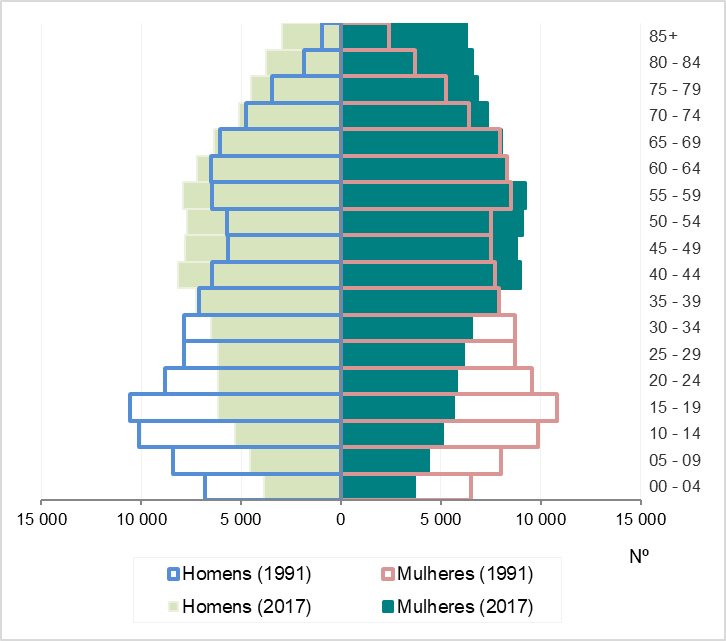 85+
80 - 84
75 - 79
70 - 74
65 - 69
60 - 64
55 - 59
50 - 54
45 - 49
40 - 44
35 - 39
30 - 34
25 - 29
20 - 24
15 - 19
10 - 14
05 - 09
00 - 04
15 000 10 000 5 000 0 5 000 10 000 15 000
Nº
Homens (1991) Mulheres (1991)
Homens (2017) Mulheres (2017)